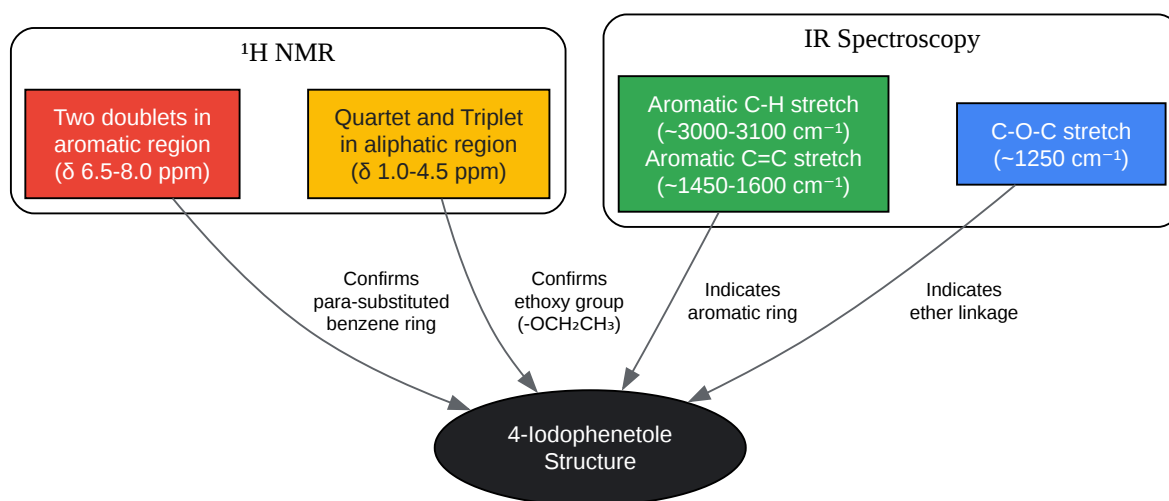 ¹H NMR
Two doublets in
aromatic region
(δ 6.5-8.0 ppm)
Quartet and Triplet
in aliphatic region
(δ 1.0-4.5 ppm)
IR Spectroscopy
Aromatic C-H stretch
(~3000-3100 cm⁻¹)
Aromatic C=C stretch
(~1450-1600 cm⁻¹)
C-O-C stretch
(~1250 cm⁻¹)
Confirms
para-substituted
benzene ring
Confirms
ethoxy group
(-OCH₂CH₃)
Indicates
aromatic ring
Indicates
ether linkage
4-Iodophenetole
Structure